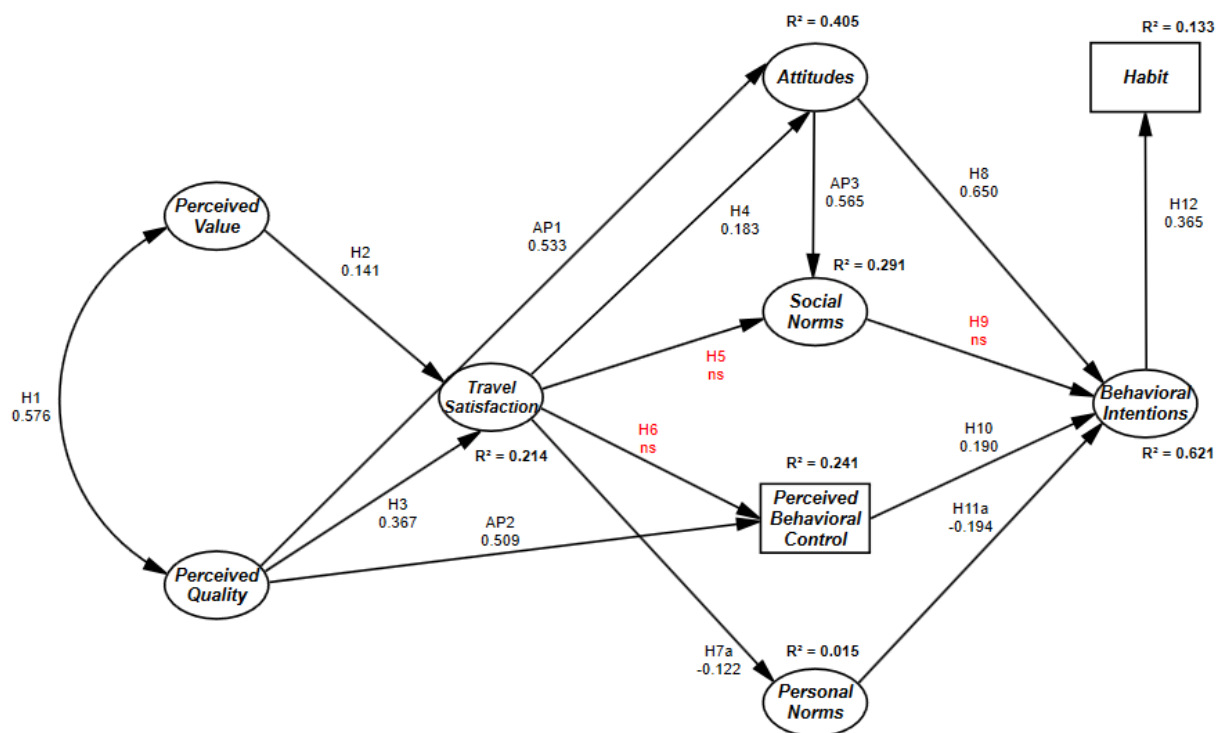 R² = 0.405
R² = 0.133
Attitudes
Habit
H8
0.650
AP3
0.565
H12
0.365
Perceived
Value
AP1
0.533
H4
0.183
H2
0.141
R² = 0.291
Social
Norms
H9
ns
H5
ns
Travel
Satisfaction
Behavioral
Intentions
H1
0.576
H6
ns
H10
0.190
R² = 0.214
R² = 0.621
R² = 0.241
H3
0.367
Perceived
Behavioral
Control
AP2
0.509
H11a
-0.194
Perceived
Quality
H7a
-0.122
R² = 0.015
Personal
Norms